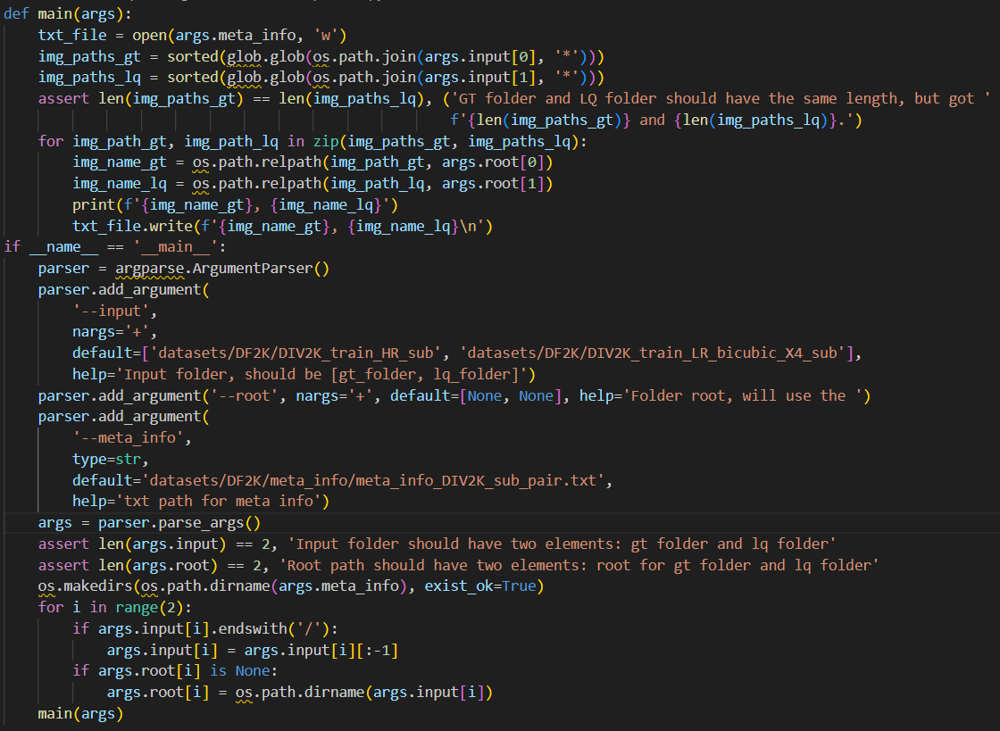 def main(args):
    txt_file = open(args.meta_info, 'w')
    img_paths_gt = sorted(glob.glob(os.path.join(args.input[0], '*')))
    img_paths_lq = sorted(glob.glob(os.path.join(args.input[1], '*')))
    assert len(img_paths_gt) == len(img_paths_lq), ('GT folder and LQ folder should have the same length, but got '
                                                    f'{len(img_paths_gt)} and {len(img_paths_lq)}.')
    for img_path_gt, img_path_lq in zip(img_paths_gt, img_paths_lq):
        img_name_gt = os.path.relpath(img_path_gt, args.root[0])
        img_name_lq = os.path.relpath(img_path_lq, args.root[1])
        print(f'{img_name_gt}, {img_name_lq}')
        txt_file.write(f'{img_name_gt}, {img_name_lq}\n')
if __name__ == '__main__':
    parser = argparse.ArgumentParser()
    parser.add_argument(
        '--input',
        nargs='+',
        default=['datasets/DF2K/DIV2K_train_HR_sub', 'datasets/DF2K/DIV2K_train_LR_bicubic_X4_sub'],
        help='Input folder, should be [gt_folder, lq_folder]')
    parser.add_argument('--root', nargs='+', default=[None, None], help='Folder root, will use the ')
    parser.add_argument(
        '--meta_info',
        type=str,
        default='datasets/DF2K/meta_info/meta_info_DIV2K_sub_pair.txt',
        help='txt path for meta info')
    args = parser.parse_args()
    assert len(args.input) == 2, 'Input folder should have two elements: gt folder and lq folder'
    assert len(args.root) == 2, 'Root path should have two elements: root for gt folder and lq folder'
    os.makedirs(os.path.dirname(args.meta_info), exist_ok=True)
    for i in range(2):
        if args.input[i].endswith('/'):
            args.input[i] = args.input[i][:-1]
        if args.root[i] is None:
            args.root[i] = os.path.dirname(args.input[i])
    main(args)